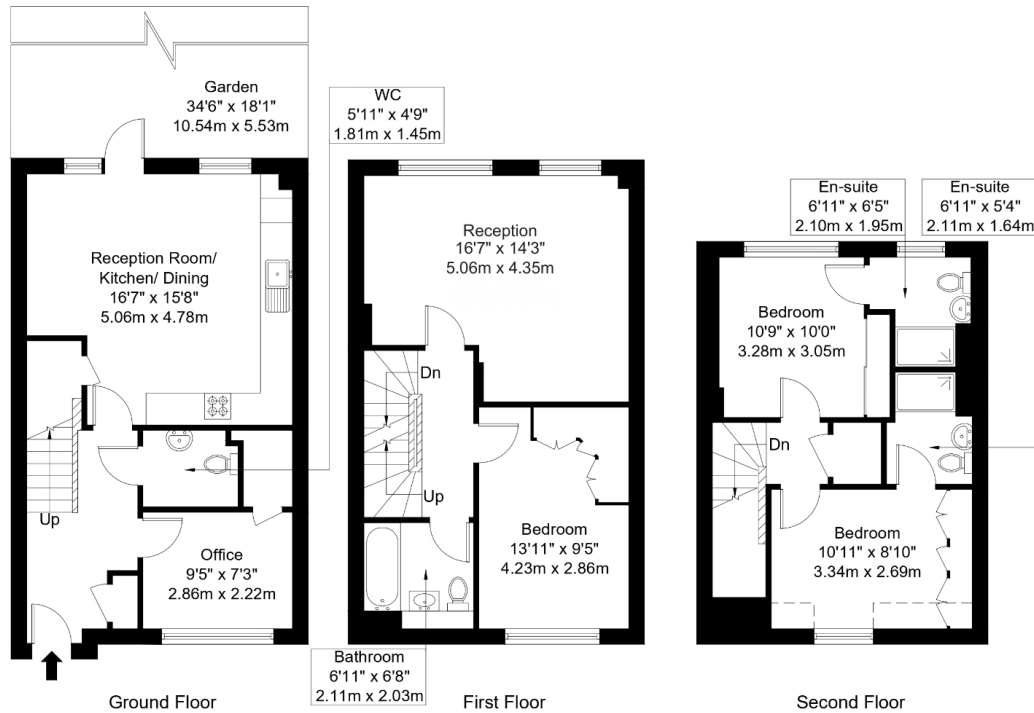 Garden
34'6" x 18'1"
10.54m x 5.53m
WC
5'11" x 4'9"
1.81m x 1.45m
Reception Room/
Kitchen/ Dining
16'7" x 15'8"
5.06m x 4.78m
Up
Office
9'5" x 7'3"
2.86m x 2.22m
Ground Floor
Reception
16'7" x 14'3"
5.06m x 4.35m
Dn
Up
Bedroom
13'11" x 9'5"
4.23m x 2.86m
Bathroom
6'11" x 6'8"
2.11m x 2.03m
First Floor
En-suite
6'11" x 6'5"
2.10m x 1.95m
En-suite
6'11" x 5'4"
2.11m x 1.64m
Bedroom
10'9" x 10'0"
3.28m x 3.05m
Dn
Bedroom
10'11" x 8'10"
3.34m x 2.69m
Second Floor